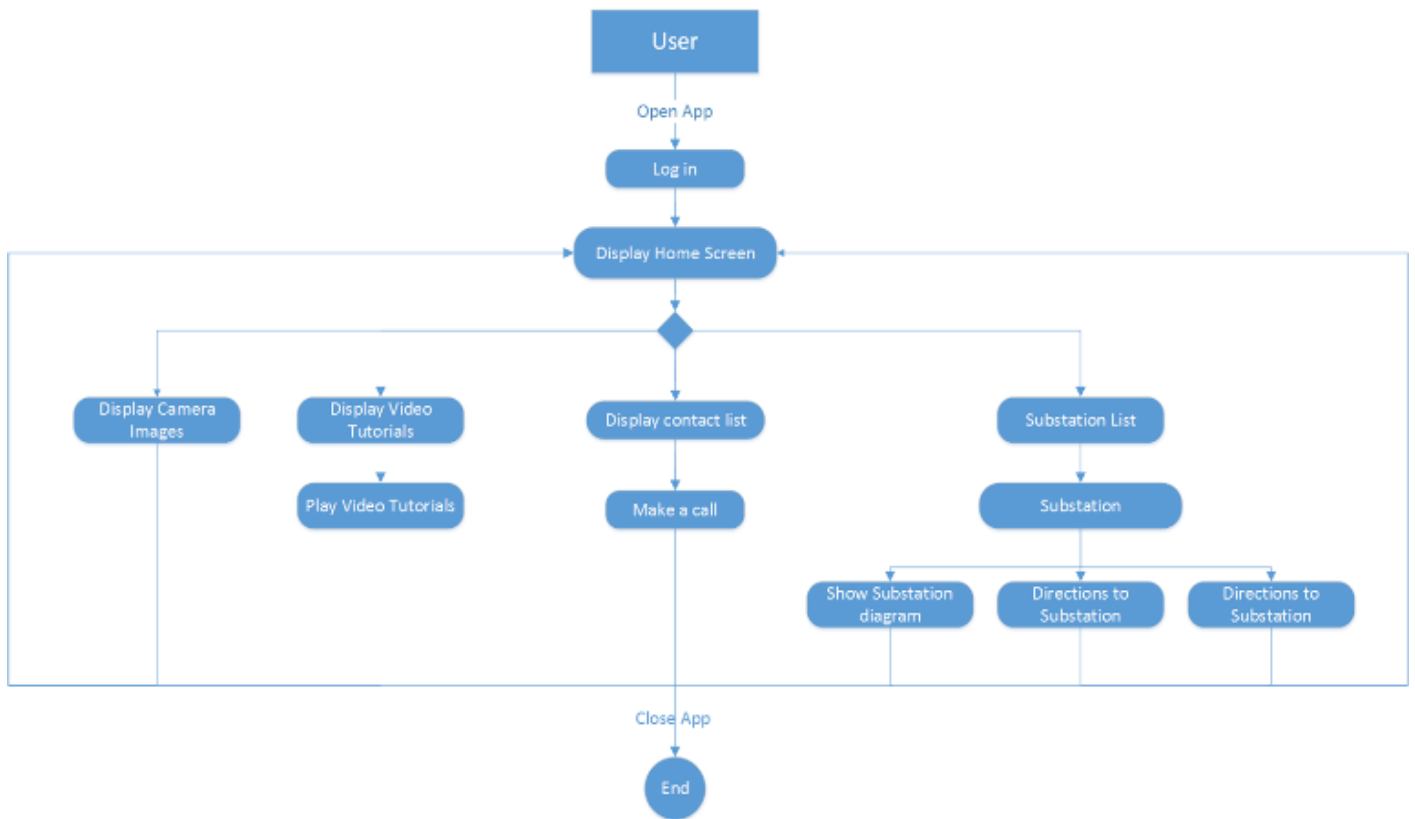 User
Open App
Log in
Display Home Screen
Display Camera
Images
Display Video
Tutorials
Display contact list
Substation List
Play Video Tutorials
Make a call
Substation
Show Substation
diagram
Directions to
Substation
Directions to
Substation
Close App
End